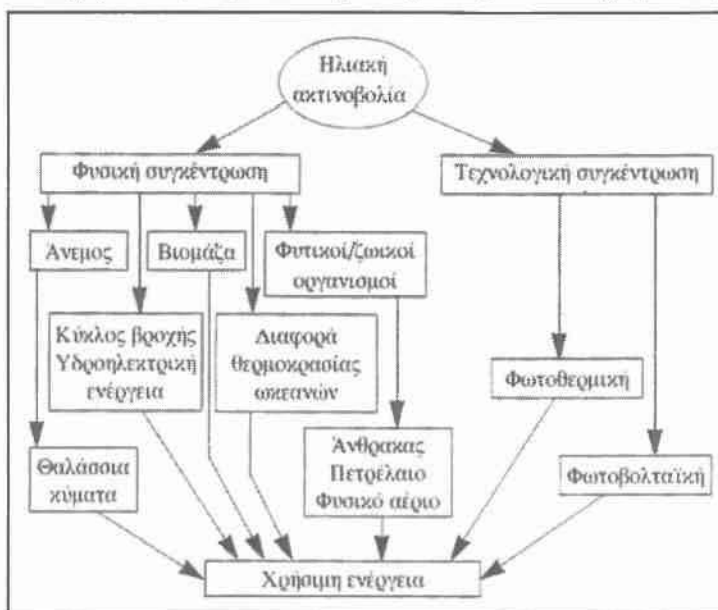 Ηλιακή
ακτινοβολία
Φυσική συγκέντρωση
Τεχνολογική συγκέντρωση
Άνεμος
Βιομάζα
Φυτικοί/ζωικοί
οργανισμοί
Κύκλος βροχής
Υδροηλεκτρική
ενέργεια
Διαφορά
θερμοκρασίας
ωκεανών
Φωτοθερμική
Θαλάσσια
κύματα
Άνθρακας
Πετρέλαιο
Φυσικό αέριο
Φωτοβολταϊκή
Χρήσιμη ενέργεια